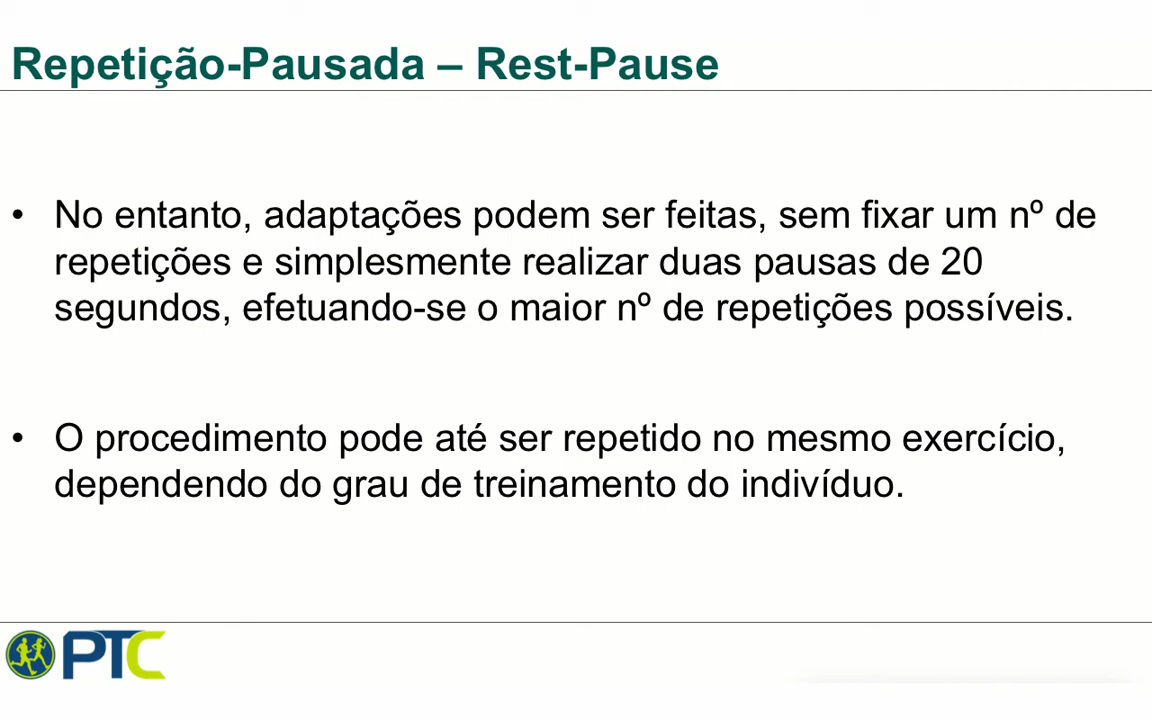 Repetição-Pausada – Rest-Pause
• No entanto, adaptações podem ser feitas, sem fixar um nº de
repetições e simplesmente realizar duas pausas de 20
segundos, efetuando-se o maior nº de repetições possíveis.
• O procedimento pode até ser repetido no mesmo exercício,
dependendo do grau de treinamento do indivíduo.
PTC